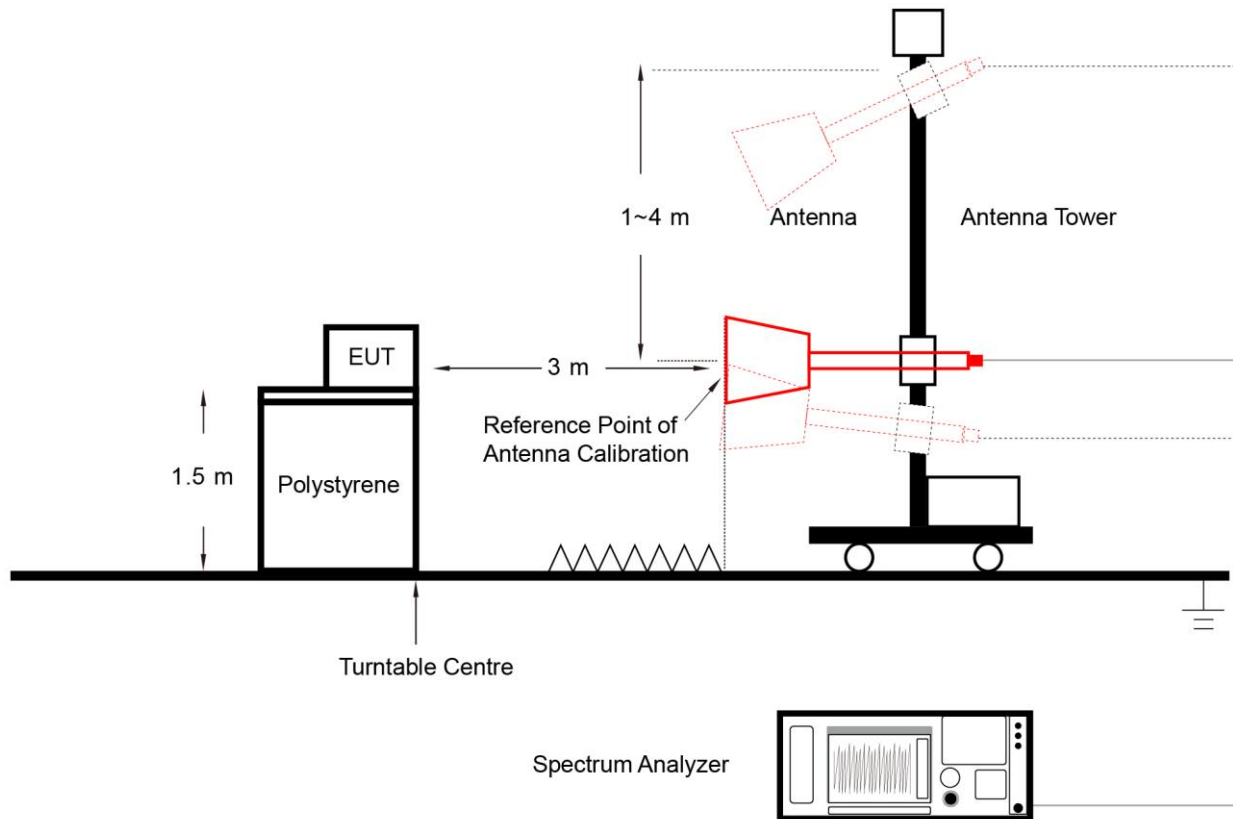 1~4 m
Antenna
Antenna Tower
EUT
3 m
Reference Point of
Antenna Calibration
1.5 m
Polystyrene
Turntable Centre
Spectrum Analyzer